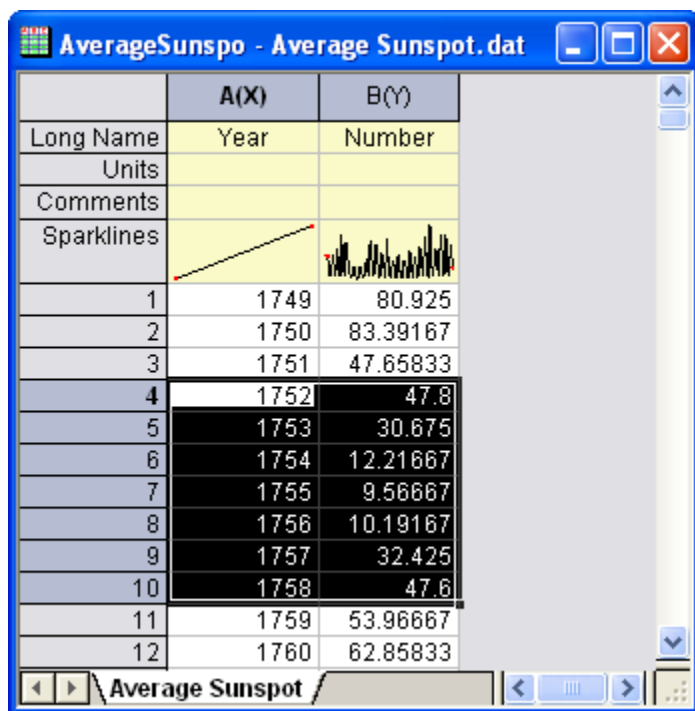 AverageSunspo - Average Sunspot.dat
A(X) B(Y)
Long Name Year Number
Units
Comments
Sparklines
1 1749 80.925
2 1750 83.39167
3 1751 47.65833
4 1752 47.8
5 1753 30.675
6 1754 12.21667
7 1755 9.56667
8 1756 10.19167
9 1757 32.425
10 1758 47.6
11 1759 53.96667
12 1760 62.85833
Average Sunspot